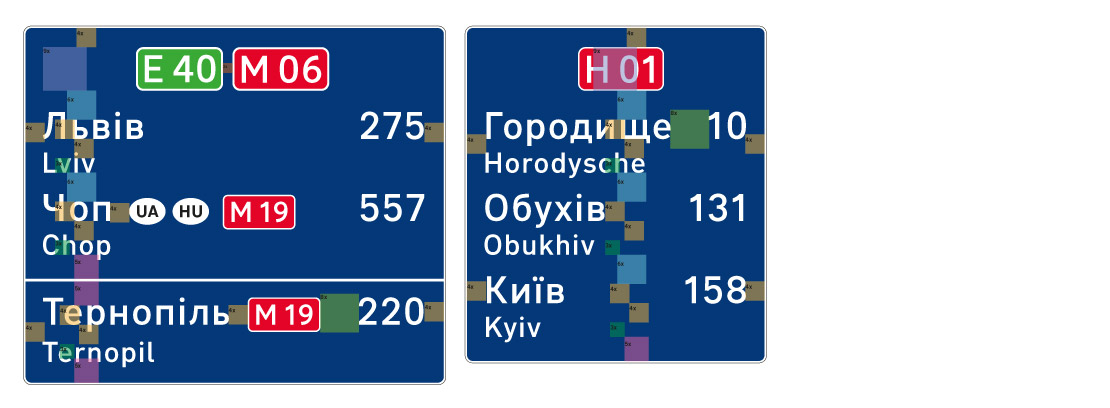 E 40 M 06
Львів 275
Lviv
Чоп UA HU M 19 557
Chop
Тернопіль M 19 220
Ternopil
Н 01
Городище 10
Horodysche
Обухів 131
Obukhiv
Київ 158
Kyiv